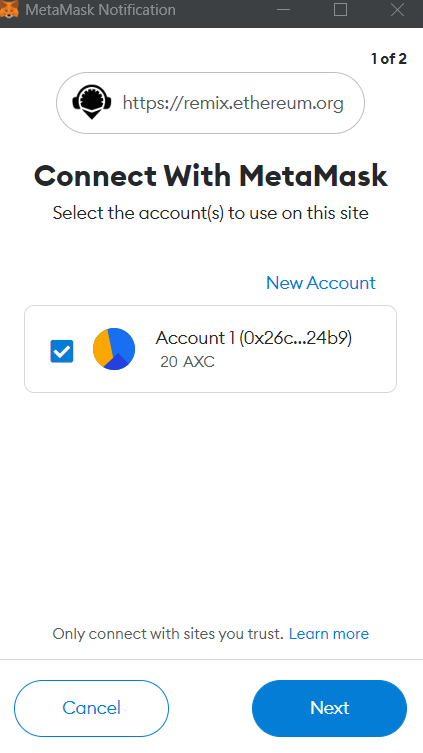 MetaMask Notification
1 of 2
https://remix.ethereum.org
Connect With MetaMask
Select the account(s) to use on this site
New Account
Account 1 (0x26c...24b9)
20 AXC
Only connect with sites you trust. Learn more
Cancel
Next